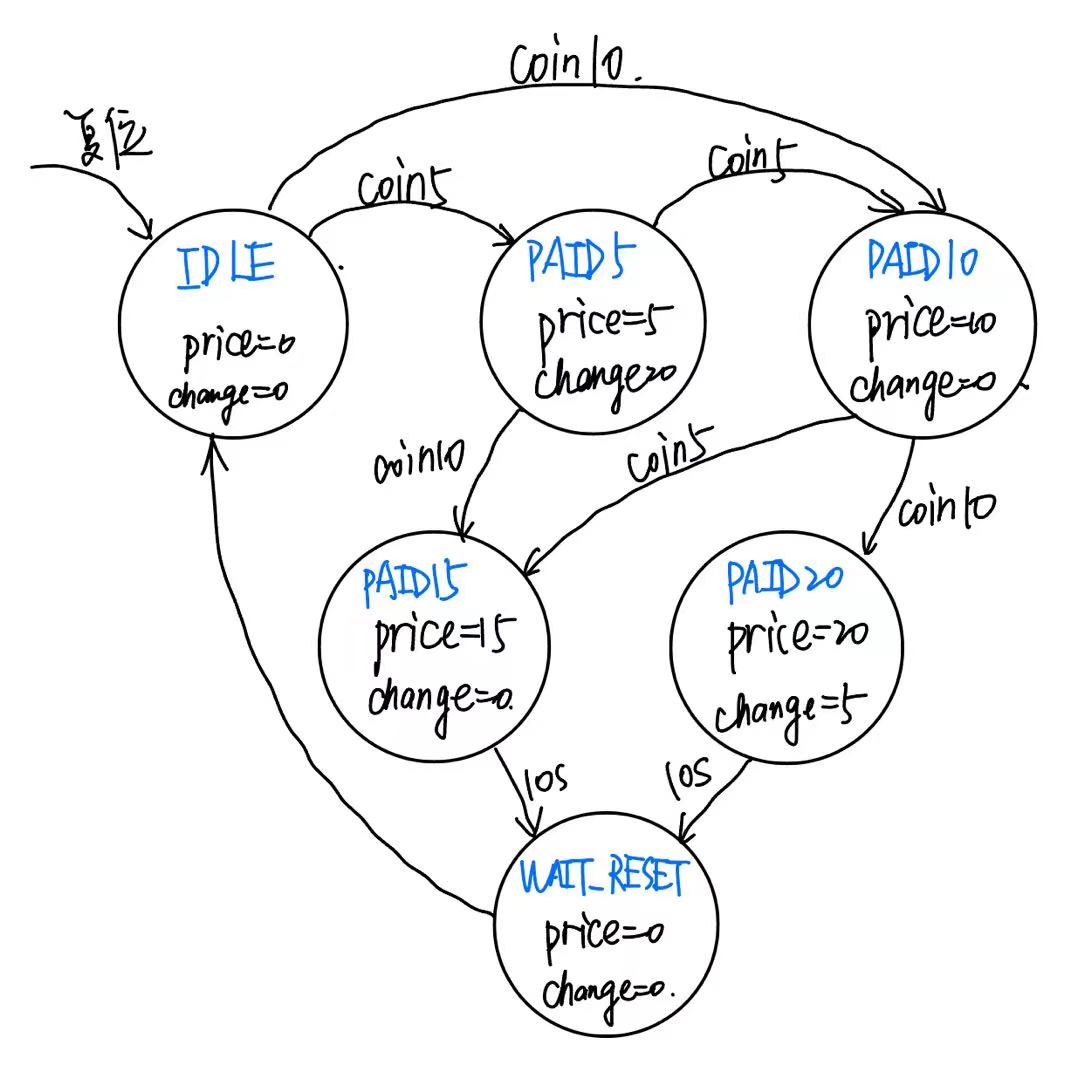 coin10.
复位
coin5
coin5
IDLE
price=0
change=0
PAID5
price=5
change=0
PAID10
price=10
change=0
coin10
coin5
coin10
PAID15
price=15
change=0.
PAID20
price=20
change=5
10s
10s
WAIT_RESET
price=0
change=0.